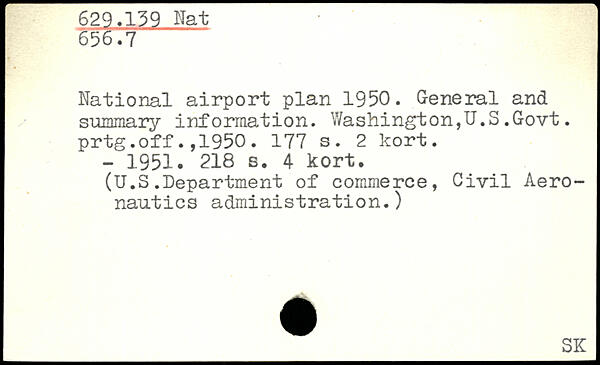 629.139 Nat
656.7
National airport plan 1950. General and
summary information. Washington,U.S.Govt.
prtg.off.,1950. 177 s. 2 kort.
- 1951. 218 s. 4 kort.
(U.S.Department of commerce, Civil Aero-
nautics administration.)
SK